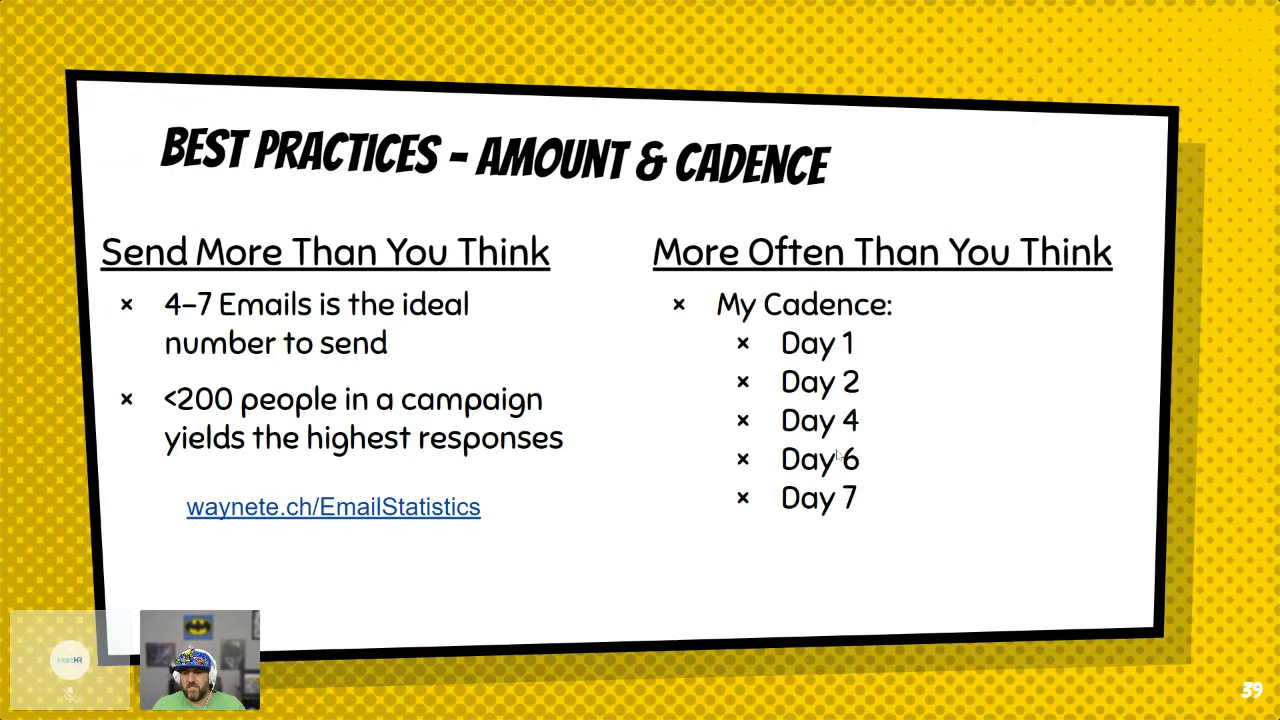 BEST PRACTICES - AMOUNT & CADENCE
Send More Than You Think
× 4-7 Emails is the ideal
number to send
× <200 people in a campaign
yields the highest responses
waynete.ch/EmailStatistics
More Often Than You Think
× My Cadence:
× Day 1
× Day 2
× Day 4
× Day 6
× Day 7
39